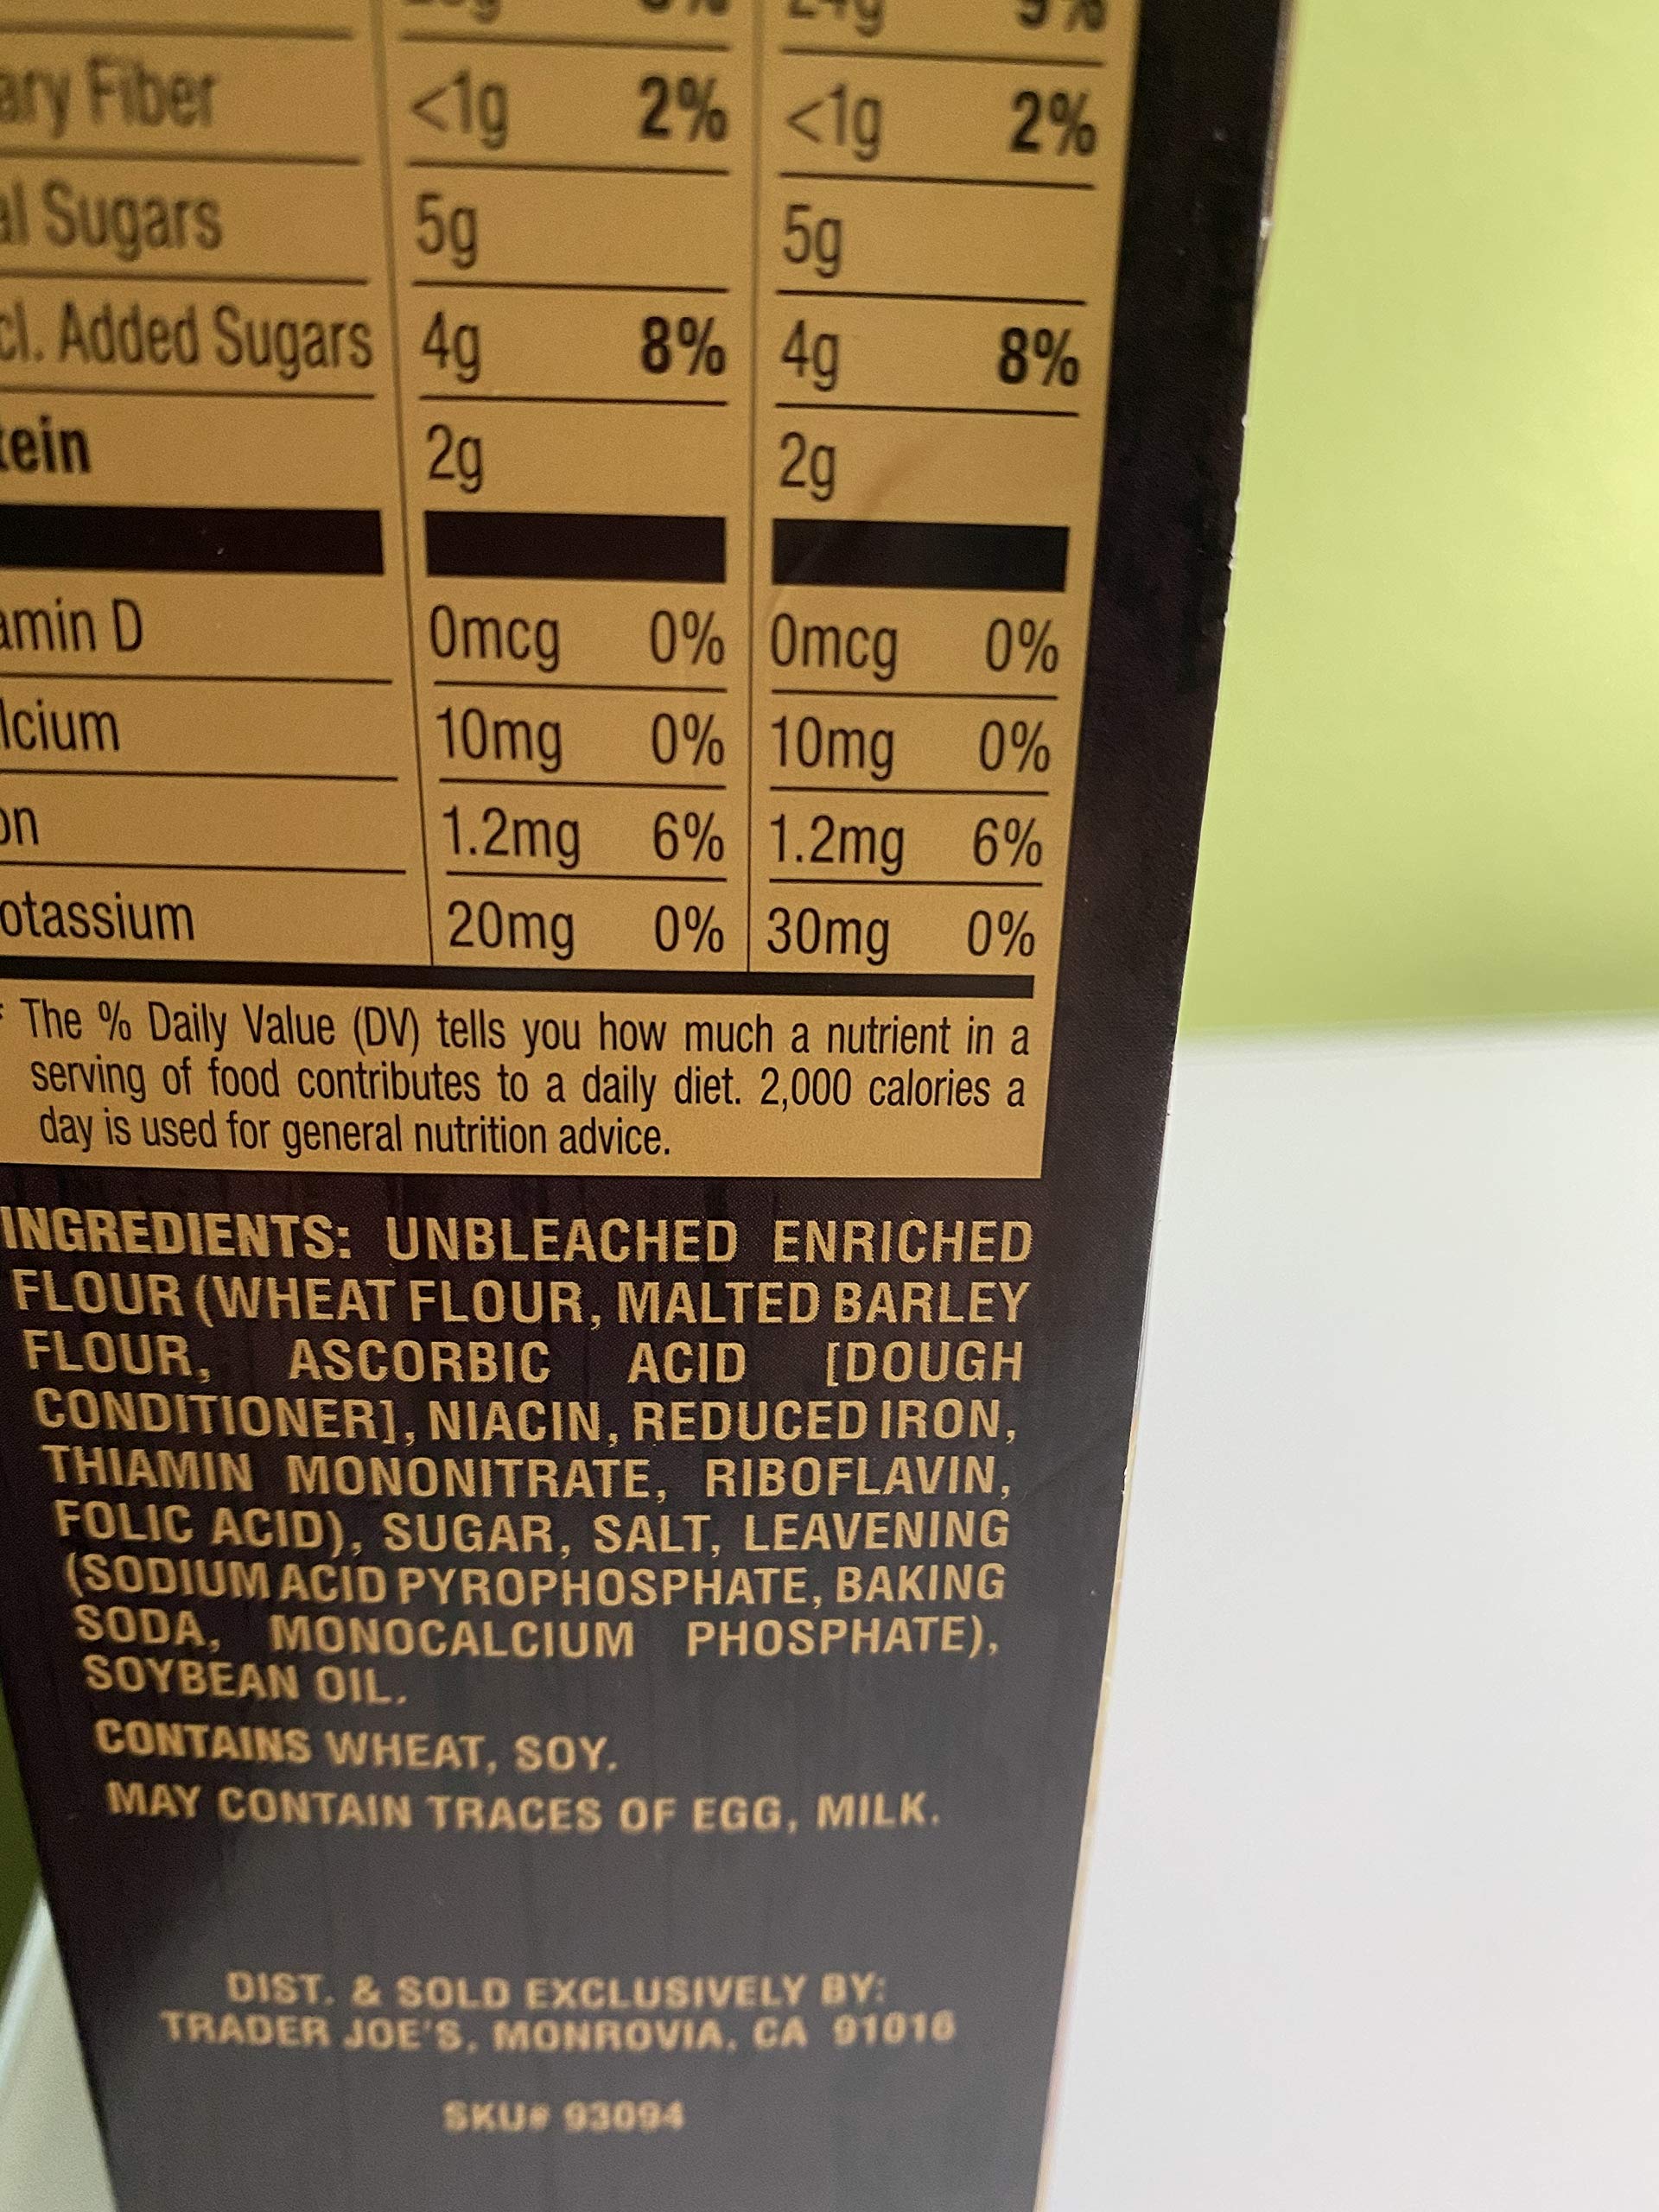 ary Fiber <1g 2% <1g 2%
al Sugars 5g 5g
cl. Added Sugars 4g 8% 4g 8%
tein 2g 2g
amin D 0mcg 0% 0mcg 0%
lcium 10mg 0% 10mg 0%
on 1.2mg 6% 1.2mg 6%
otassium 20mg 0% 30mg 0%
* The % Daily Value (DV) tells you how much a nutrient in a
serving of food contributes to a daily diet. 2,000 calories a
day is used for general nutrition advice.
INGREDIENTS: UNBLEACHED ENRICHED
FLOUR (WHEAT FLOUR, MALTED BARLEY
FLOUR, ASCORBIC ACID [DOUGH
CONDITIONER], NIACIN, REDUCED IRON,
THIAMIN MONONITRATE, RIBOFLAVIN,
FOLIC ACID), SUGAR, SALT, LEAVENING
(SODIUM ACID PYROPHOSPHATE, BAKING
SODA, MONOCALCIUM PHOSPHATE),
SOYBEAN OIL.
CONTAINS WHEAT, SOY.
MAY CONTAIN TRACES OF EGG, MILK.
DIST. & SOLD EXCLUSIVELY BY:
TRADER JOE'S, MONROVIA, CA 91016
SKU# 93094